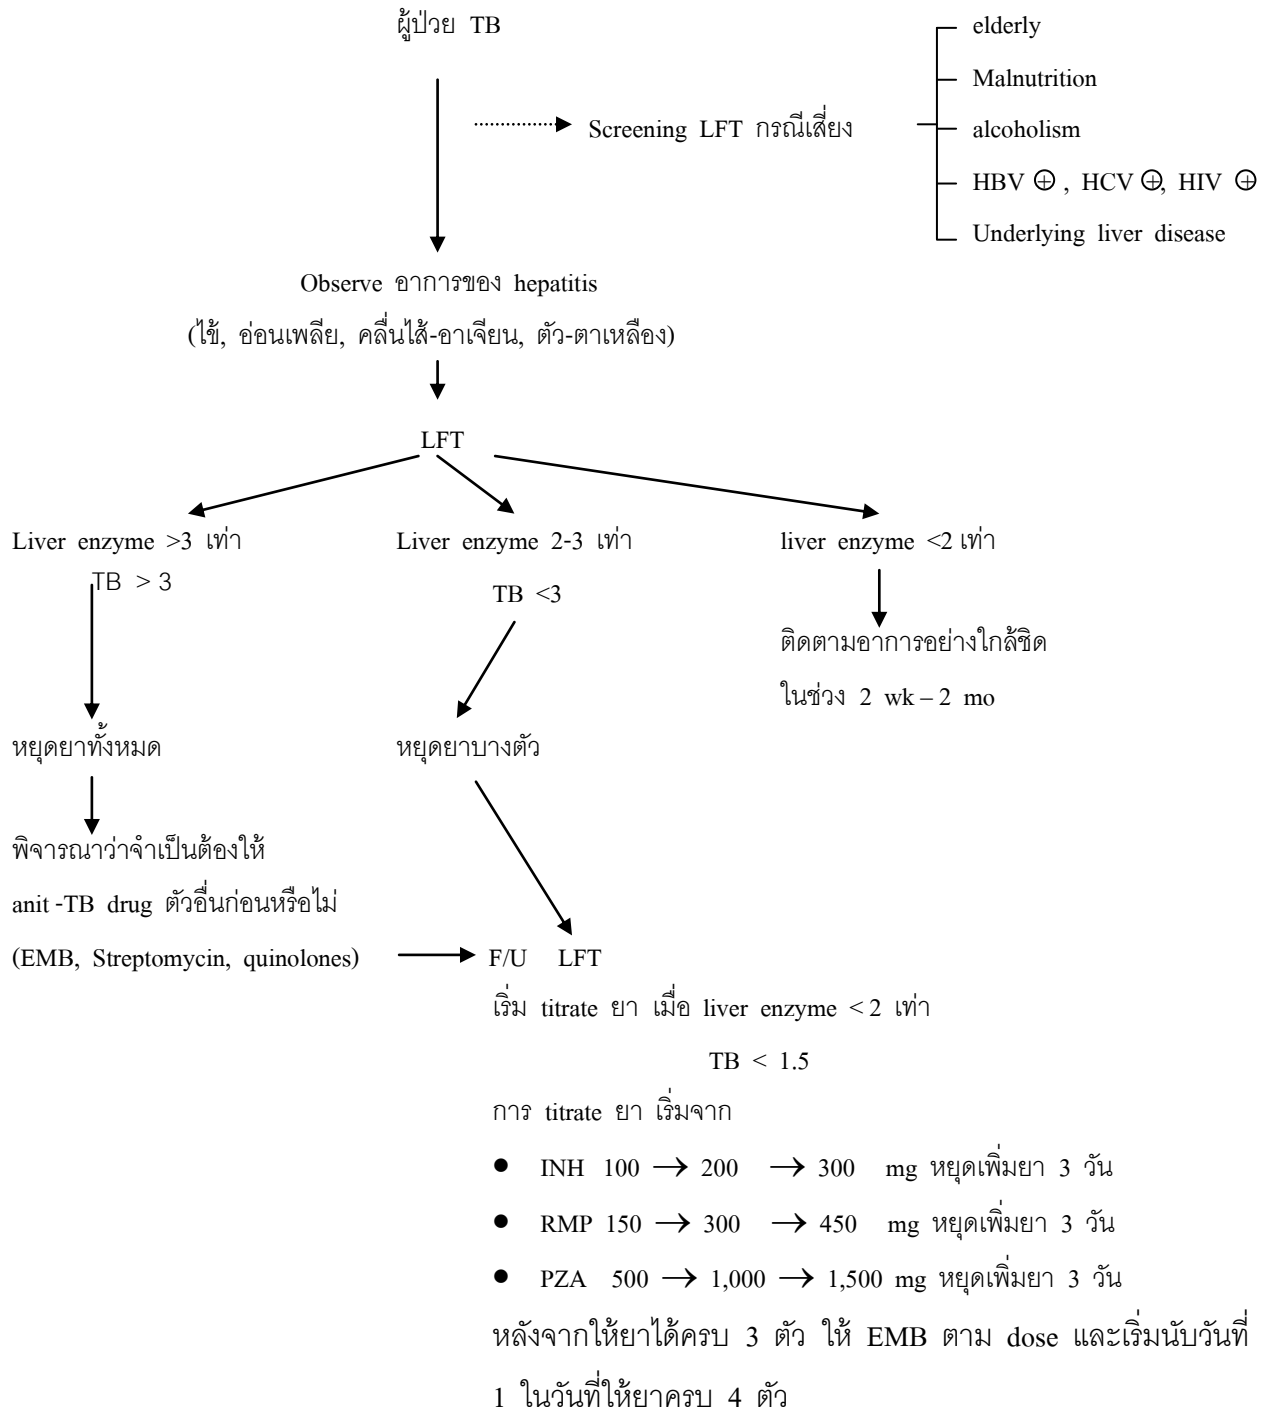 ผู้ป่วย TB
elderly
Malnutrition
Screening LFT กรณีเสี่ยง
alcoholism
HBV ⊕ , HCV ⊕, HIV ⊕
Underlying liver disease
Observe อาการของ hepatitis
(ไข้, อ่อนเพลีย, คลื่นไส้-อาเจียน, ตัว-ตาเหลือง)
LFT
Liver enzyme >3 เท่า
TB > 3
Liver enzyme 2-3 เท่า
TB <3
liver enzyme <2 เท่า
ติดตามอาการอย่างใกล้ชิด
ในช่วง 2 wk – 2 mo
หยุดยาทั้งหมด
หยุดยาบางตัว
พิจารณาว่าจำเป็นต้องให้
anit -TB drug ตัวอื่นก่อนหรือไม่
(EMB, Streptomycin, quinolones)
F/U LFT
เริ่ม titrate ยา เมื่อ liver enzyme < 2 เท่า
TB < 1.5
การ titrate ยา เริ่มจาก
● INH 100 → 200 → 300 mg หยุดเพิ่มยา 3 วัน
● RMP 150 → 300 → 450 mg หยุดเพิ่มยา 3 วัน
● PZA 500 → 1,000 → 1,500 mg หยุดเพิ่มยา 3 วัน
หลังจากให้ยาได้ครบ 3 ตัว ให้ EMB ตาม dose และเริ่มนับวันที่
1 ในวันที่ให้ยาครบ 4 ตัว